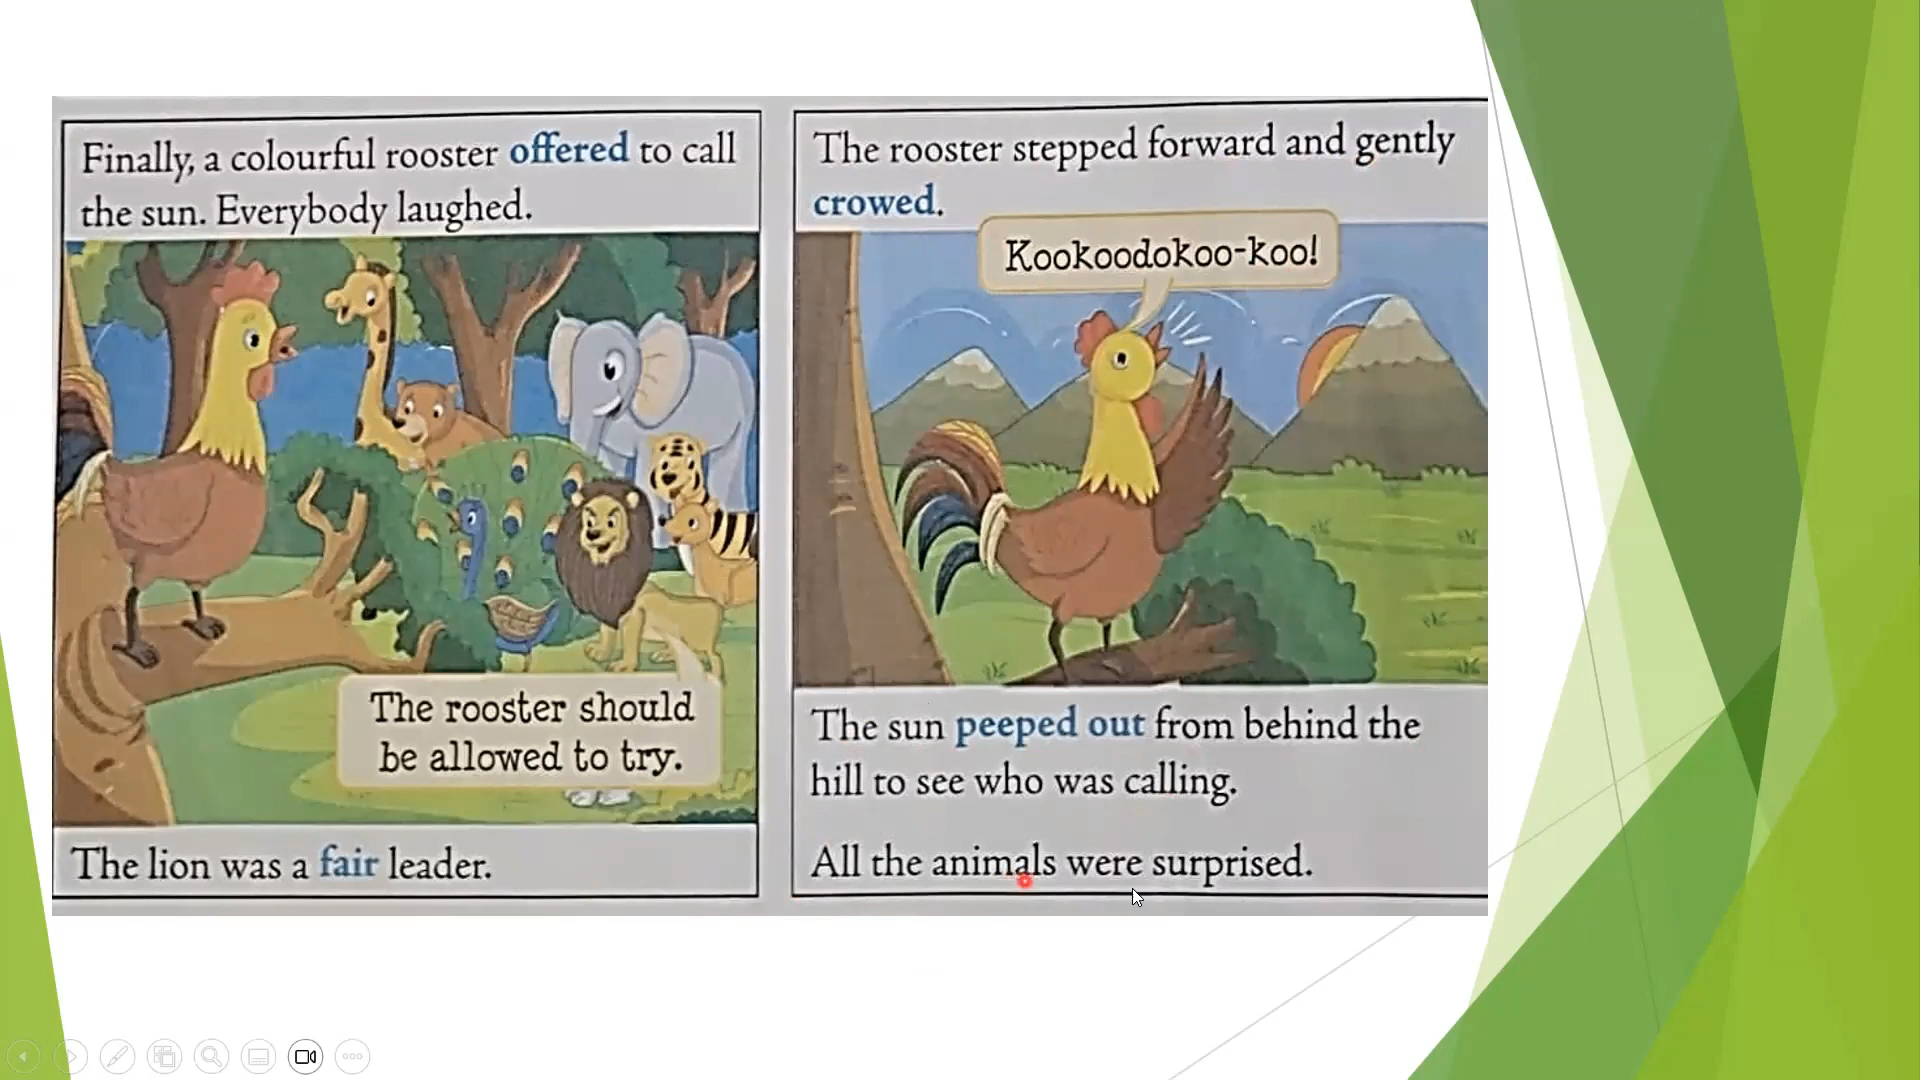 Finally, a colourful rooster offered to call
the sun. Everybody laughed.
The rooster should
be allowed to try.
The lion was a fair leader.
The rooster stepped forward and gently
crowed.
Kookoodokoo-koo!
The sun peeped out from behind the
hill to see who was calling.
All the animals were surprised.